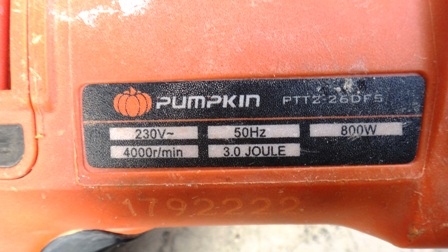 PUMPKIN PTT2-26DFS
230V~ 50Hz 800W
4000r/min 3.0 JOULE
1792222